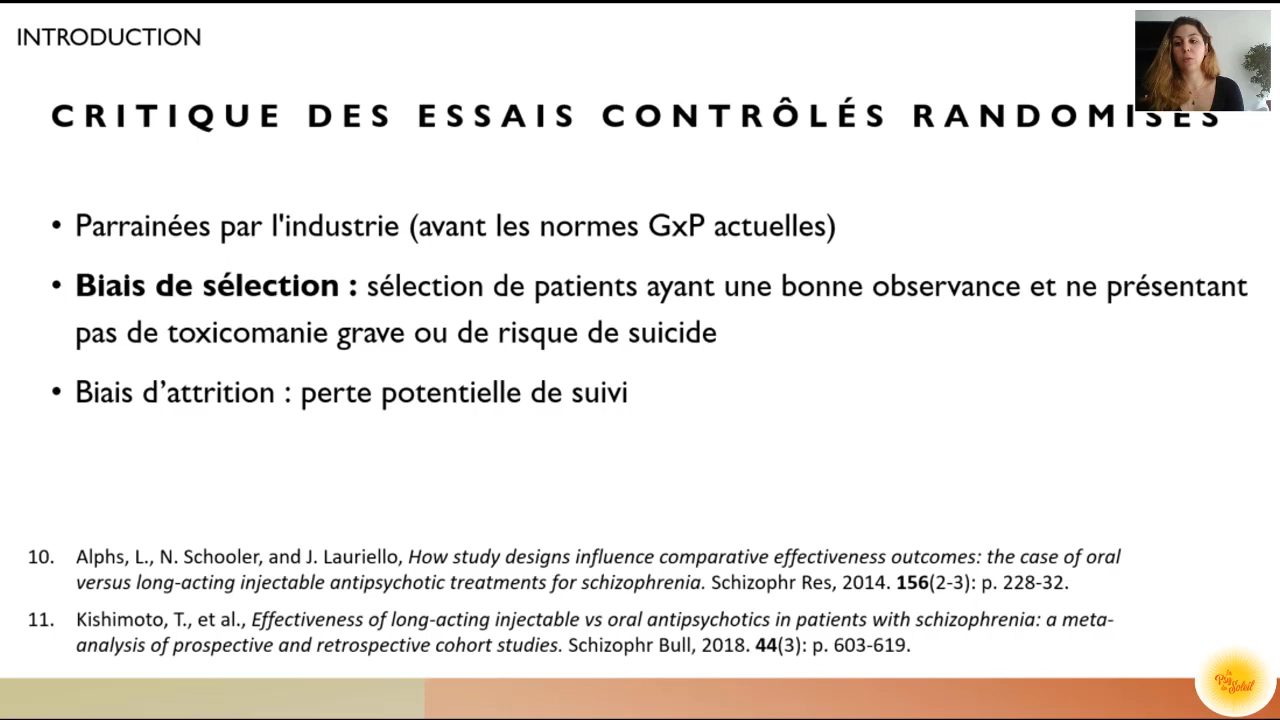 INTRODUCTION
CRITIQUE DES ESSAIS CONTRÔLÉS RANDOMISÉS
• Parrainées par l'industrie (avant les normes GxP actuelles)
• Biais de sélection : sélection de patients ayant une bonne observance et ne présentant
pas de toxicomanie grave ou de risque de suicide
• Biais d’attrition : perte potentielle de suivi
10. Alphs, L., N. Schooler, and J. Lauriello, How study designs influence comparative effectiveness outcomes: the case of oral
versus long-acting injectable antipsychotic treatments for schizophrenia. Schizophr Res, 2014. 156(2-3): p. 228-32.
11. Kishimoto, T., et al., Effectiveness of long-acting injectable vs oral antipsychotics in patients with schizophrenia: a meta-
analysis of prospective and retrospective cohort studies. Schizophr Bull, 2018. 44(3): p. 603-619.
Psy
Soleil